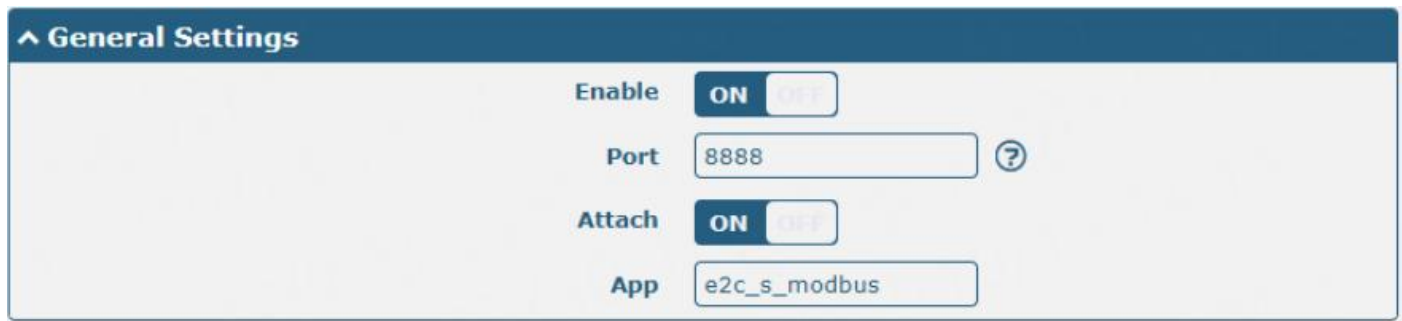 General Settings
Enable ON OFF
Port 8888 ?
Attach ON OFF
App e2c_s_modbus